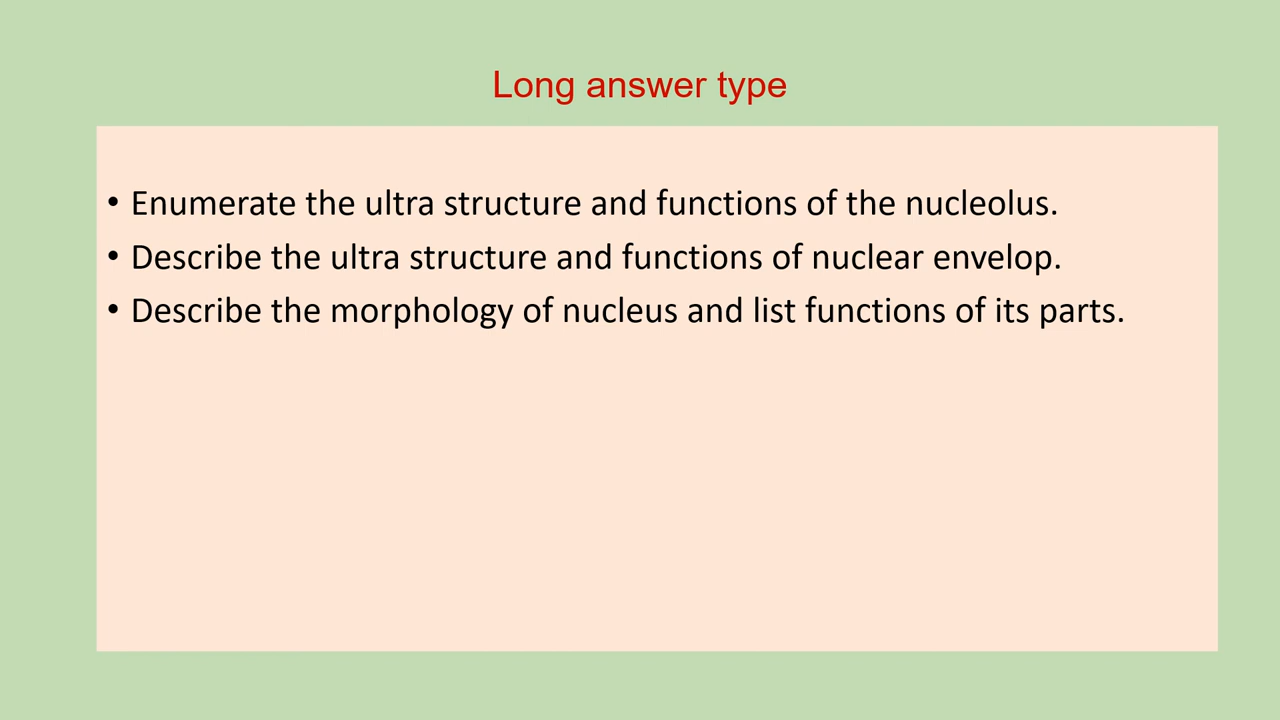 Long answer type
• Enumerate the ultra structure and functions of the nucleolus.
• Describe the ultra structure and functions of nuclear envelop.
• Describe the morphology of nucleus and list functions of its parts.